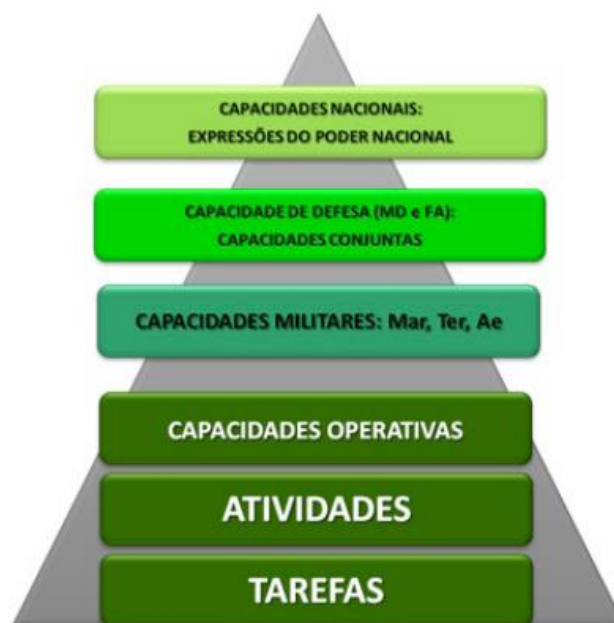 CAPACIDADES NACIONAIS:
EXPRESSÕES DO PODER NACIONAL
CAPACIDADE DE DEFESA (MD e FA):
CAPACIDADES CONJUNTAS
CAPACIDADES MILITARES: Mar, Ter, Ae
CAPACIDADES OPERATIVAS
ATIVIDADES
TAREFAS